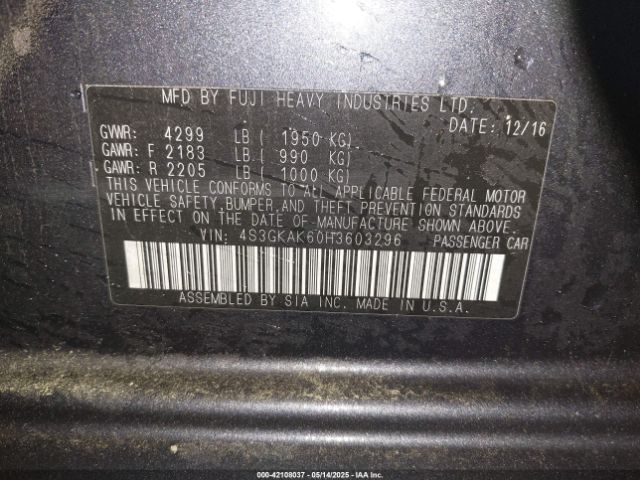 MFD BY FUJI HEAVY INDUSTRIES LTD.
DATE: 12/16
GVWR: 4299 LB ( 1950 KG)
GAWR: F 2183 LB ( 990 KG)
GAWR: R 2205 LB ( 1000 KG)
THIS VEHICLE CONFORMS TO ALL APPLICABLE FEDERAL MOTOR
VEHICLE SAFETY, BUMPER, AND THEFT PREVENTION STANDARDS
IN EFFECT ON THE DATE OF MANUFACTURE SHOWN ABOVE.
VIN: 4S3GKAK60H3603296 PASSENGER CAR
ASSEMBLED BY SIA INC. MADE IN U.S.A.
000-42108037 - 05/14/2025 - IAA Inc.